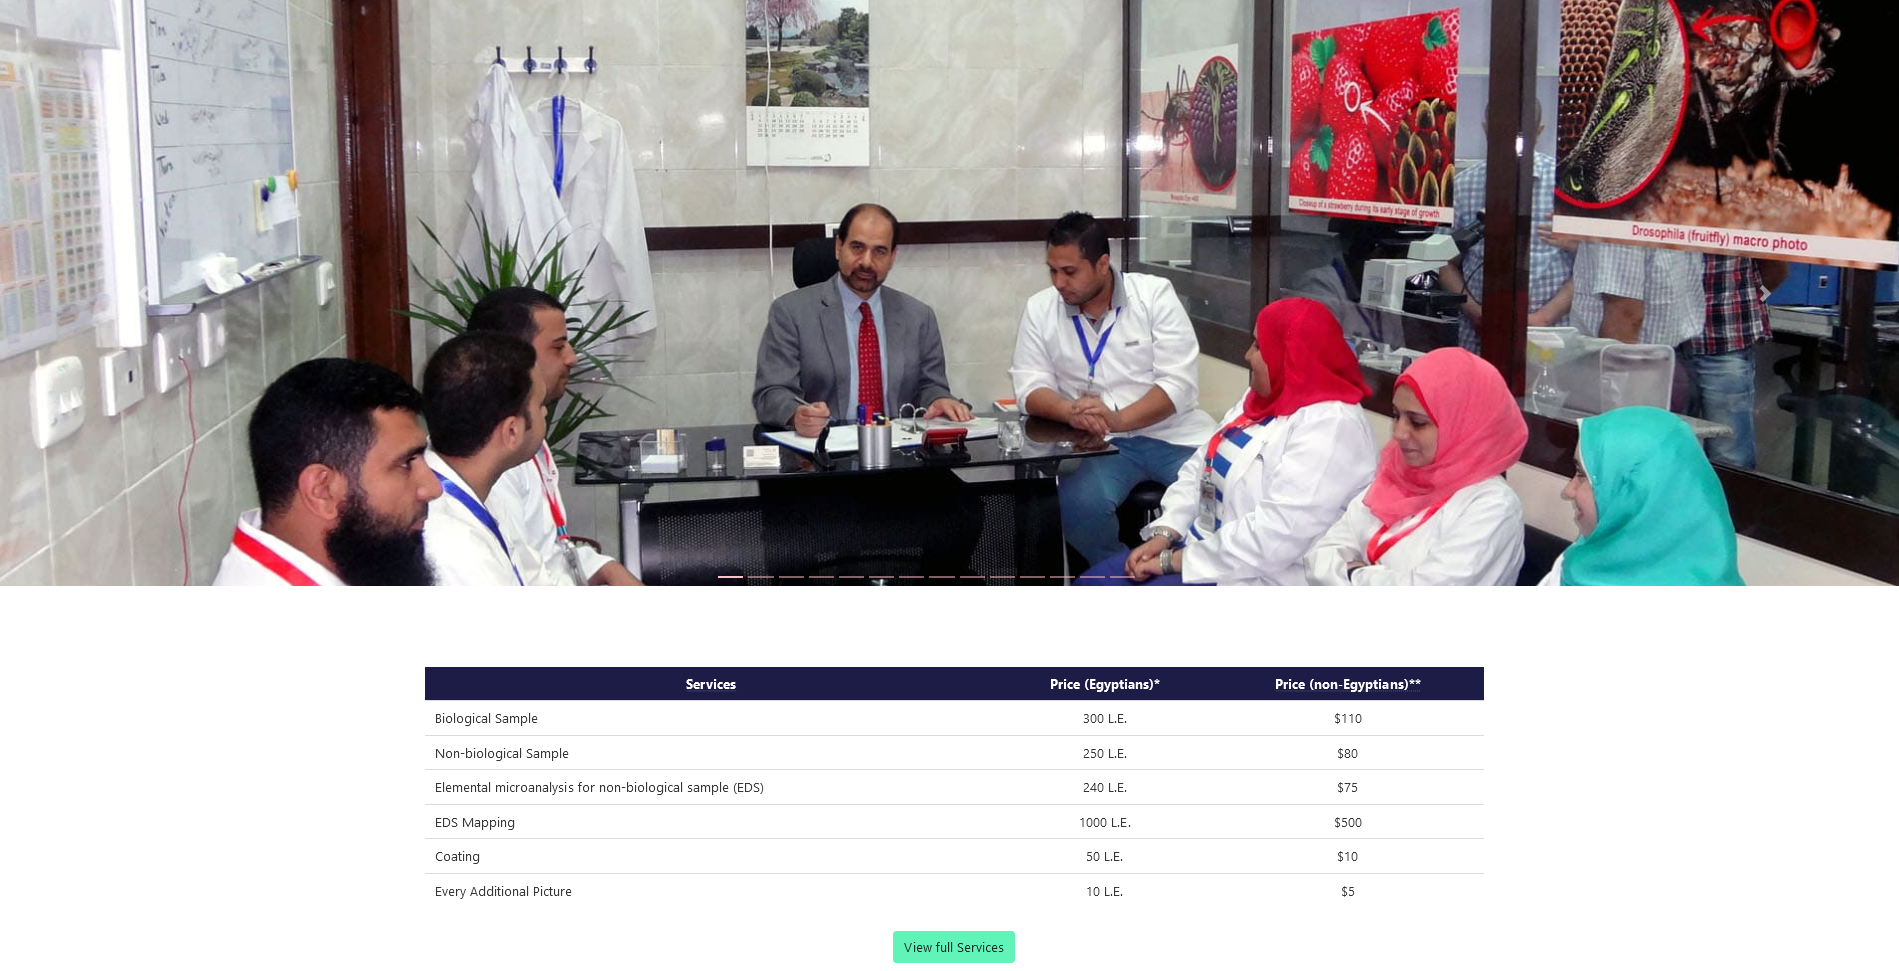 Mosquito Eye
Closeup of a strawberry during its early stage of growth
Drosophila (fruitfly) macro photo
Services Price (Egyptians)* Price (non-Egyptians)**
Biological Sample 300 L.E. $110
Non-biological Sample 250 L.E. $80
Elemental microanalysis for non-biological sample (EDS) 240 L.E. $75
EDS Mapping 1000 L.E. $500
Coating 50 L.E. $10
Every Additional Picture 10 L.E. $5
View full Services